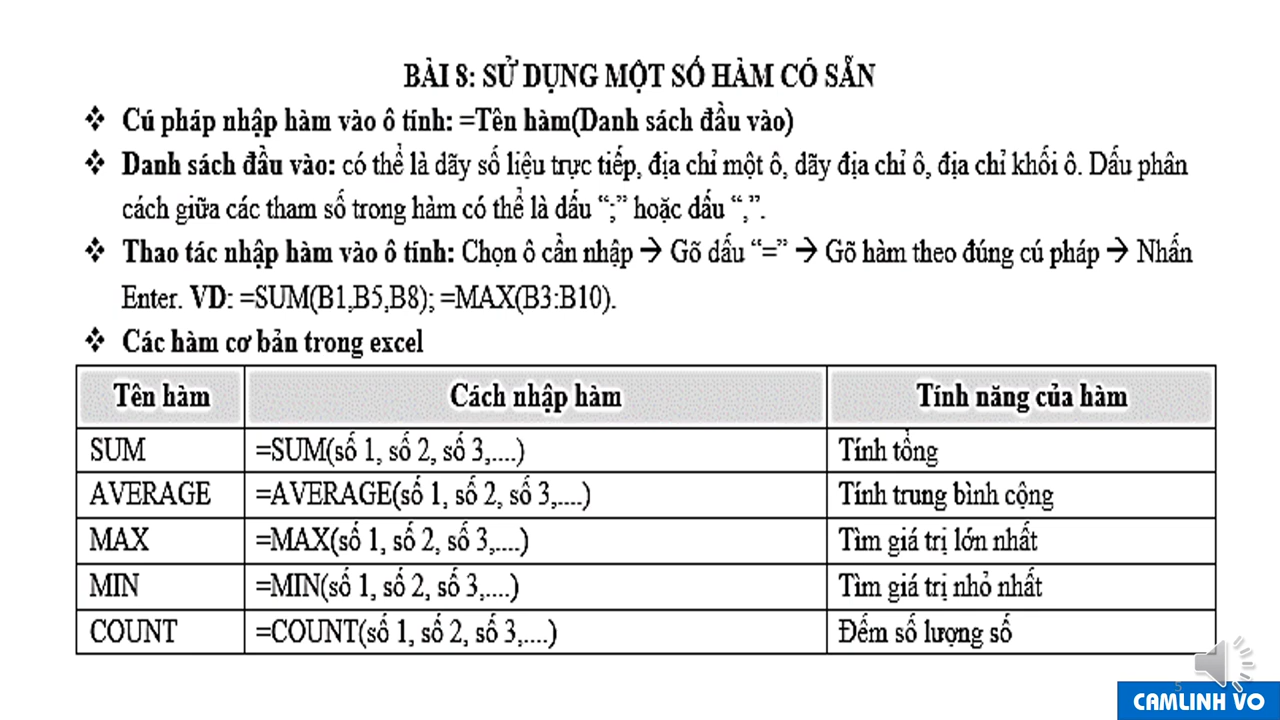 BÀI 8: SỬ DỤNG MỘT SỐ HÀM CÓ SẴN
❖ Cú pháp nhập hàm vào ô tính: =Tên hàm(Danh sách đầu vào)
❖ Danh sách đầu vào: có thể là dãy số liệu trực tiếp, địa chỉ một ô, dãy địa chỉ ô, địa chỉ khối ô. Dấu phân
cách giữa các tham số trong hàm có thể là dấu “;” hoặc dấu “,”.
❖ Thao tác nhập hàm vào ô tính: Chọn ô cần nhập → Gõ dấu “=” → Gõ hàm theo đúng cú pháp → Nhấn
Enter. VD: =SUM(B1,B5,B8); =MAX(B3:B10).
❖ Các hàm cơ bản trong excel
Tên hàm Cách nhập hàm Tính năng của hàm
SUM =SUM(số 1, số 2, số 3,....) Tính tổng
AVERAGE =AVERAGE(số 1, số 2, số 3,....) Tính trung bình cộng
MAX =MAX(số 1, số 2, số 3,....) Tìm giá trị lớn nhất
MIN =MIN(số 1, số 2, số 3,....) Tìm giá trị nhỏ nhất
COUNT =COUNT(số 1, số 2, số 3,....) Đếm số lượng số
5
CAMLINH VO